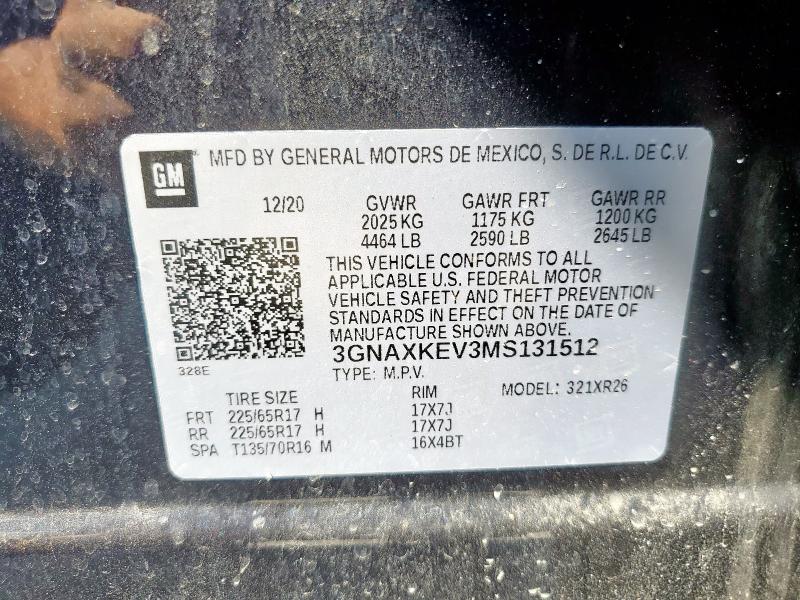 GM
MFD BY GENERAL MOTORS DE MEXICO, S. DE R.L. DE C.V.
12/20 GVWR GAWR FRT GAWR RR
2025 KG 1175 KG 1200 KG
4464 LB 2590 LB 2645 LB
THIS VEHICLE CONFORMS TO ALL
APPLICABLE U.S. FEDERAL MOTOR
VEHICLE SAFETY AND THEFT PREVENTION
STANDARDS IN EFFECT ON THE DATE OF
MANUFACTURE SHOWN ABOVE.
3GNAXKEV3MS131512
328E
TYPE: M.P.V. MODEL: 321XR26
TIRE SIZE RIM
FRT 225/65R17 H 17X7J
RR 225/65R17 H 17X7J
SPA T135/70R16 M 16X4BT